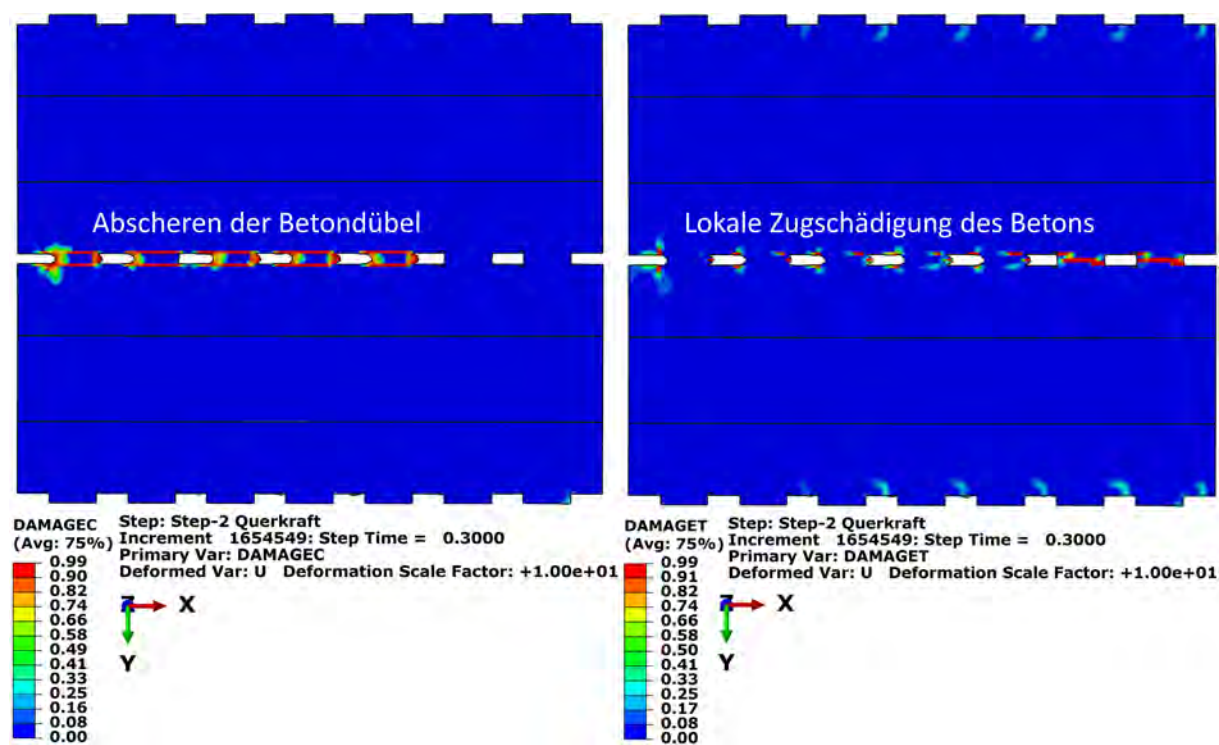 Abscheren der Betondübel
DAMAGEC
(Avg: 75%)
0.99
0.90
0.82
0.74
0.66
0.58
0.49
0.41
0.33
0.25
0.16
0.08
0.00
Step: Step-2 Querkraft
Increment 1654549: Step Time = 0.3000
Primary Var: DAMAGEC
Deformed Var: U Deformation Scale Factor: +1.00e+01
Z
X
Y
Lokale Zugschädigung des Betons
DAMAGET
(Avg: 75%)
0.99
0.91
0.82
0.74
0.66
0.58
0.50
0.41
0.33
0.25
0.17
0.08
0.00
Step: Step-2 Querkraft
Increment 1654549: Step Time = 0.3000
Primary Var: DAMAGET
Deformed Var: U Deformation Scale Factor: +1.00e+01
Z
X
Y